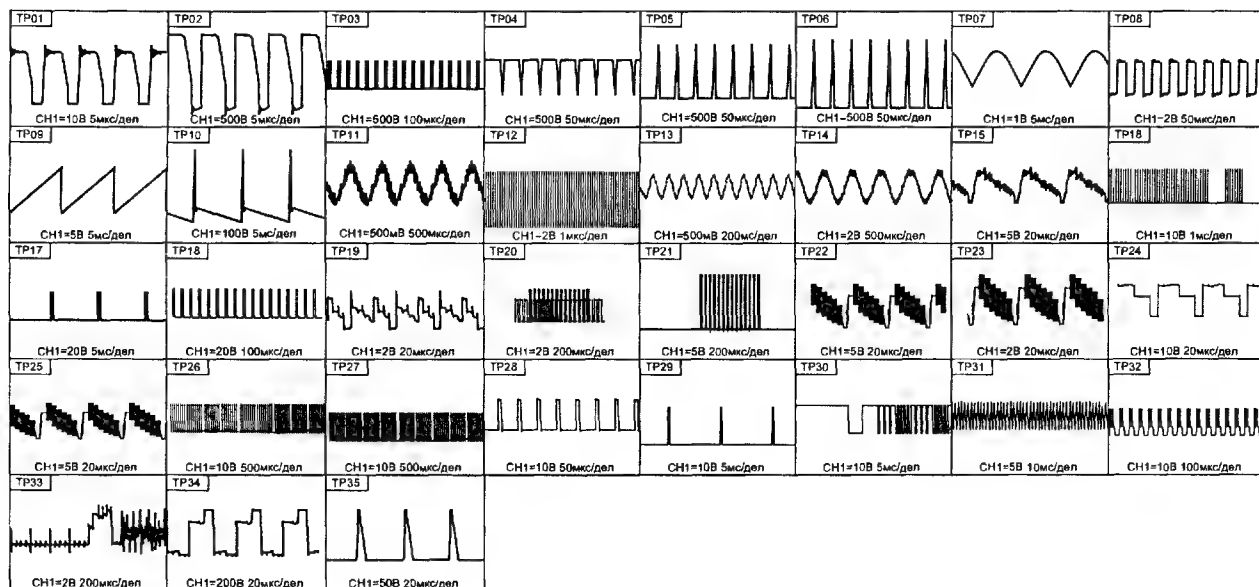 TP01 TP02 TP03 TP04 TP05 TP06 TP07 TP08
CH1=10В 5мкс/дел CH1=500В 5мкс/дел CH1=500В 100мкс/дел CH1=500В 50мкс/дел CH1=500В 50мкс/дел CH1-500В 50мкс/дел CH1=1В 5мс/дел CH1-2В 50мкс/дел
TP09 TP10 TP11 TP12 TP13 TP14 TP15 TP18
CH1=5В 5мс/дел CH1=100В 5мс/дел CH1=500мВ 500мкс/дел CH1-2В 1мкс/дел CH1=500мВ 200мс/дел CH1=2В 500мкс/дел CH1=5В 20мкс/дел CH1=10В 1мс/дел
TP17 TP18 TP19 TP20 TP21 TP22 TP23 TP24
CH1=20В 5мс/дел CH1=20В 100мкс/дел CH1=2В 20мкс/дел CH1=2В 200мкс/дел CH1=5В 200мкс/дел CH1=5В 20мкс/дел CH1=2В 20мкс/дел CH1=10В 20мкс/дел
TP25 TP26 TP27 TP28 TP29 TP30 TP31 TP32
CH1=5В 20мкс/дел CH1=10В 500мкс/дел CH1=10В 500мкс/дел CH1=10В 50мкс/дел CH1=10В 5мс/дел CH1=10В 5мс/дел CH1=5В 10мс/дел CH1=10В 100мкс/дел
TP33 TP34 TP35
CH1=2В 200мкс/дел CH1=200В 20мкс/дел CH1=50В 20мкс/дел